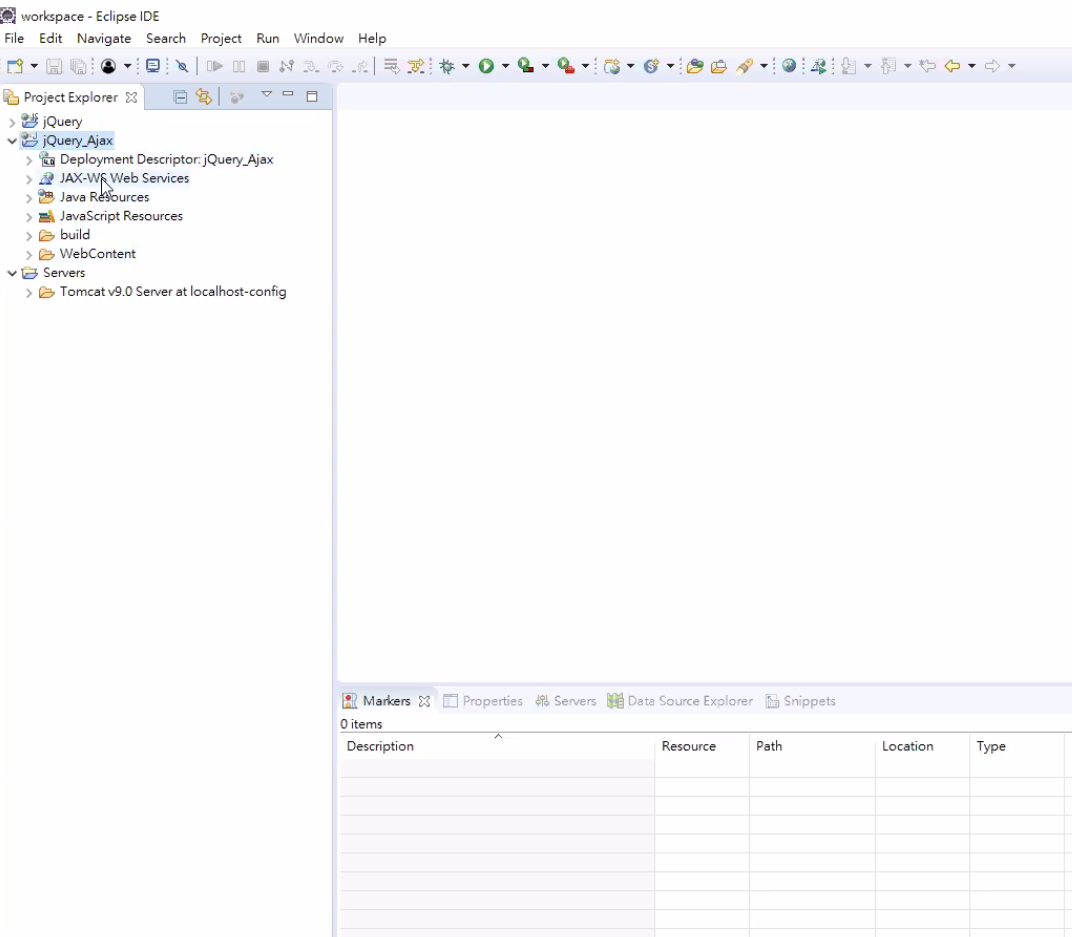 workspace - Eclipse IDE
File Edit Navigate Search Project Run Window Help
Project Explorer
jQuery
jQuery_Ajax
Deployment Descriptor: jQuery_Ajax
JAX-WS Web Services
Java Resources
JavaScript Resources
build
WebContent
Servers
Tomcat v9.0 Server at localhost-config
Markers Properties Servers Data Source Explorer Snippets
0 items
Description Resource Path Location Type